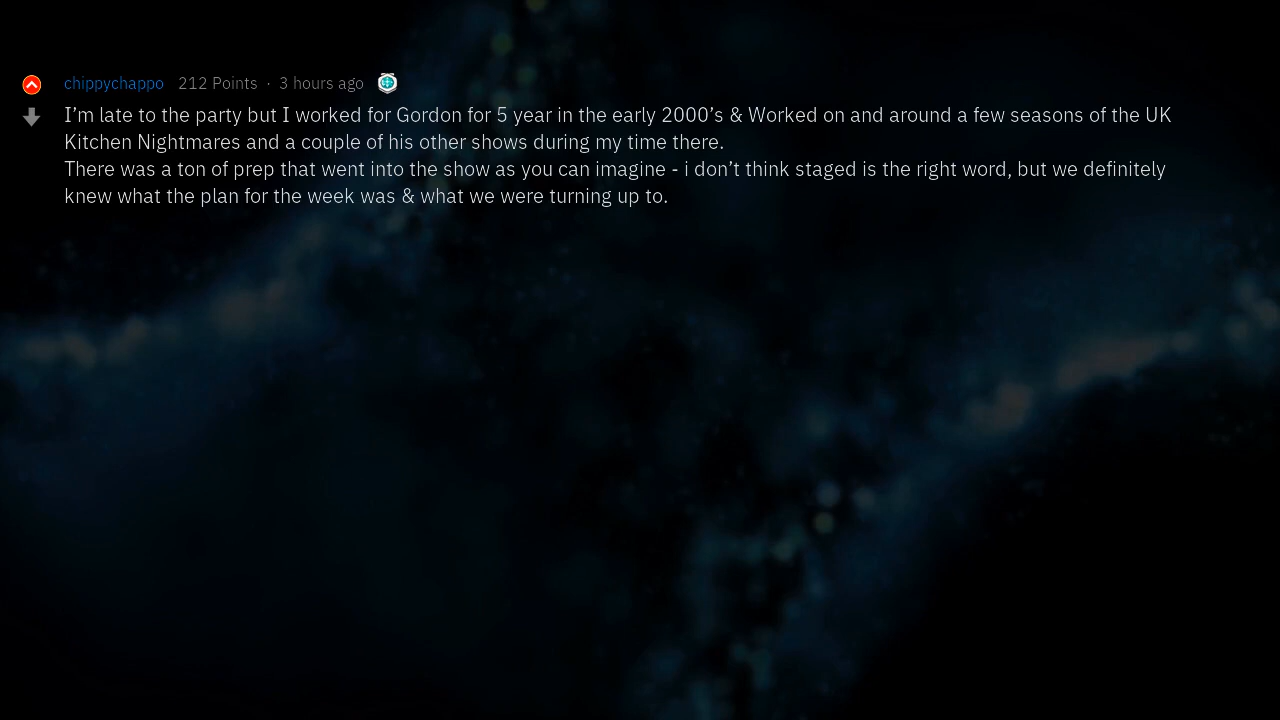 chippychappo 212 Points · 3 hours ago
I’m late to the party but I worked for Gordon for 5 year in the early 2000’s & Worked on and around a few seasons of the UK
Kitchen Nightmares and a couple of his other shows during my time there.
There was a ton of prep that went into the show as you can imagine - i don’t think staged is the right word, but we definitely
knew what the plan for the week was & what we were turning up to.